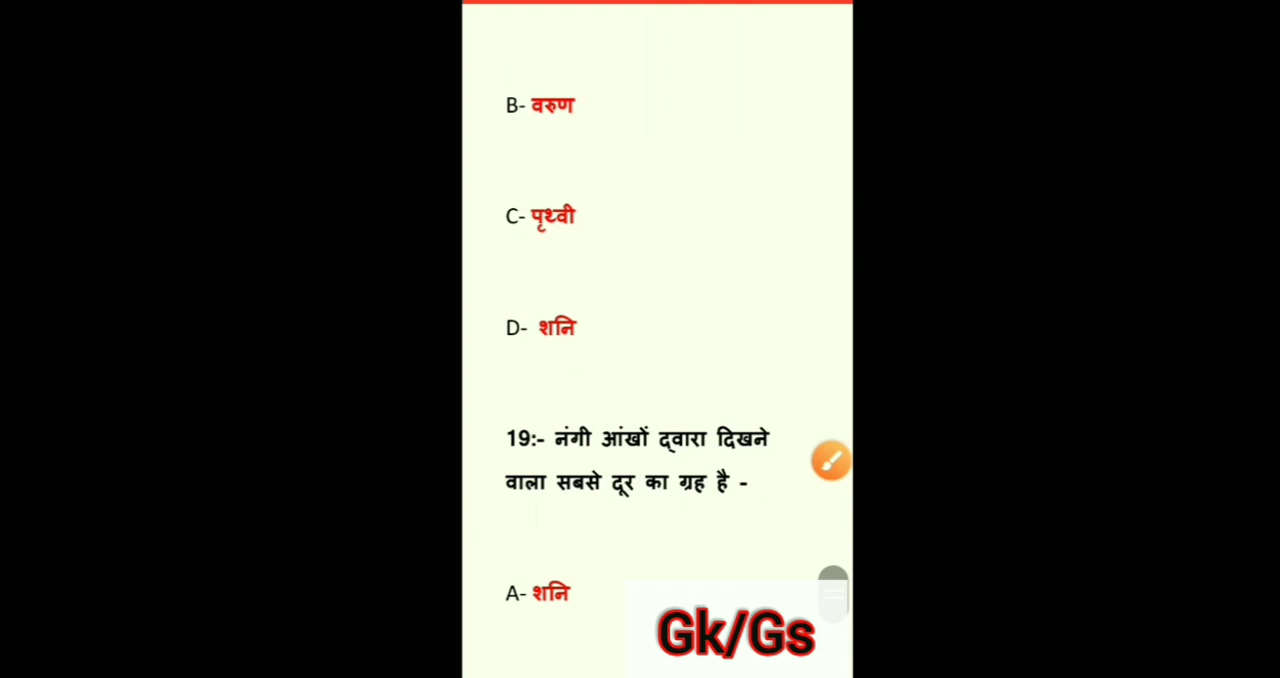 B- वरुण
C- पृथ्वी
D- शनि
19:- नंगी आंखों द्वारा दिखने
वाला सबसे दूर का ग्रह है -
A- शनि
Gk/Gs